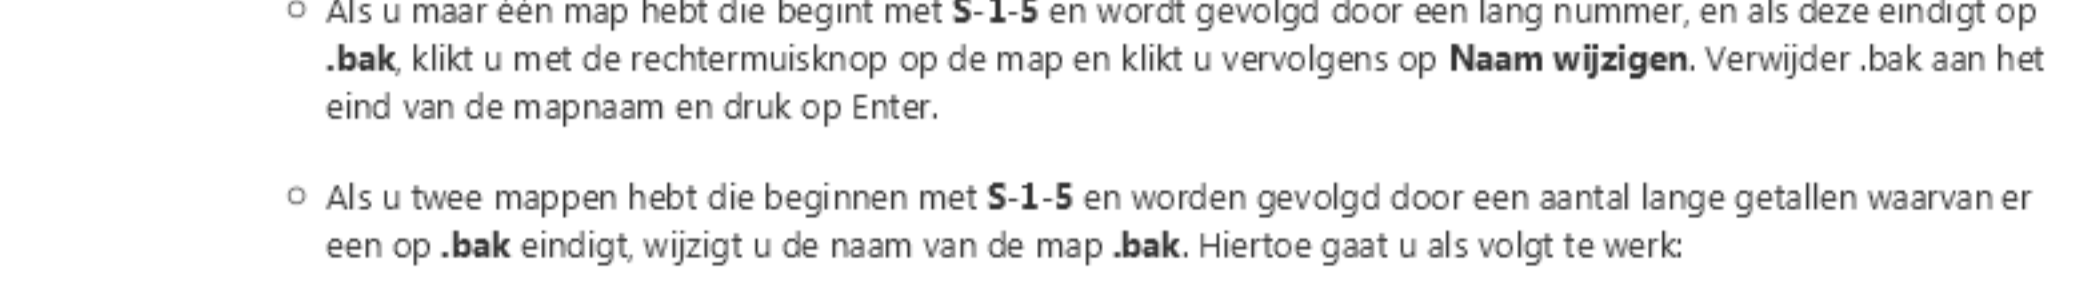 Als u maar één map hebt die begint met S-1-5 en wordt gevolgd door een lang nummer, en als deze eindigt op
.bak, klikt u met de rechtermuisknop op de map en klikt u vervolgens op Naam wijzigen. Verwijder .bak aan het
eind van de mapnaam en druk op Enter.
Als u twee mappen hebt die beginnen met S-1-5 en worden gevolgd door een aantal lange getallen waarvan er
een op .bak eindigt, wijzigt u de naam van de map .bak. Hiertoe gaat u als volgt te werk: